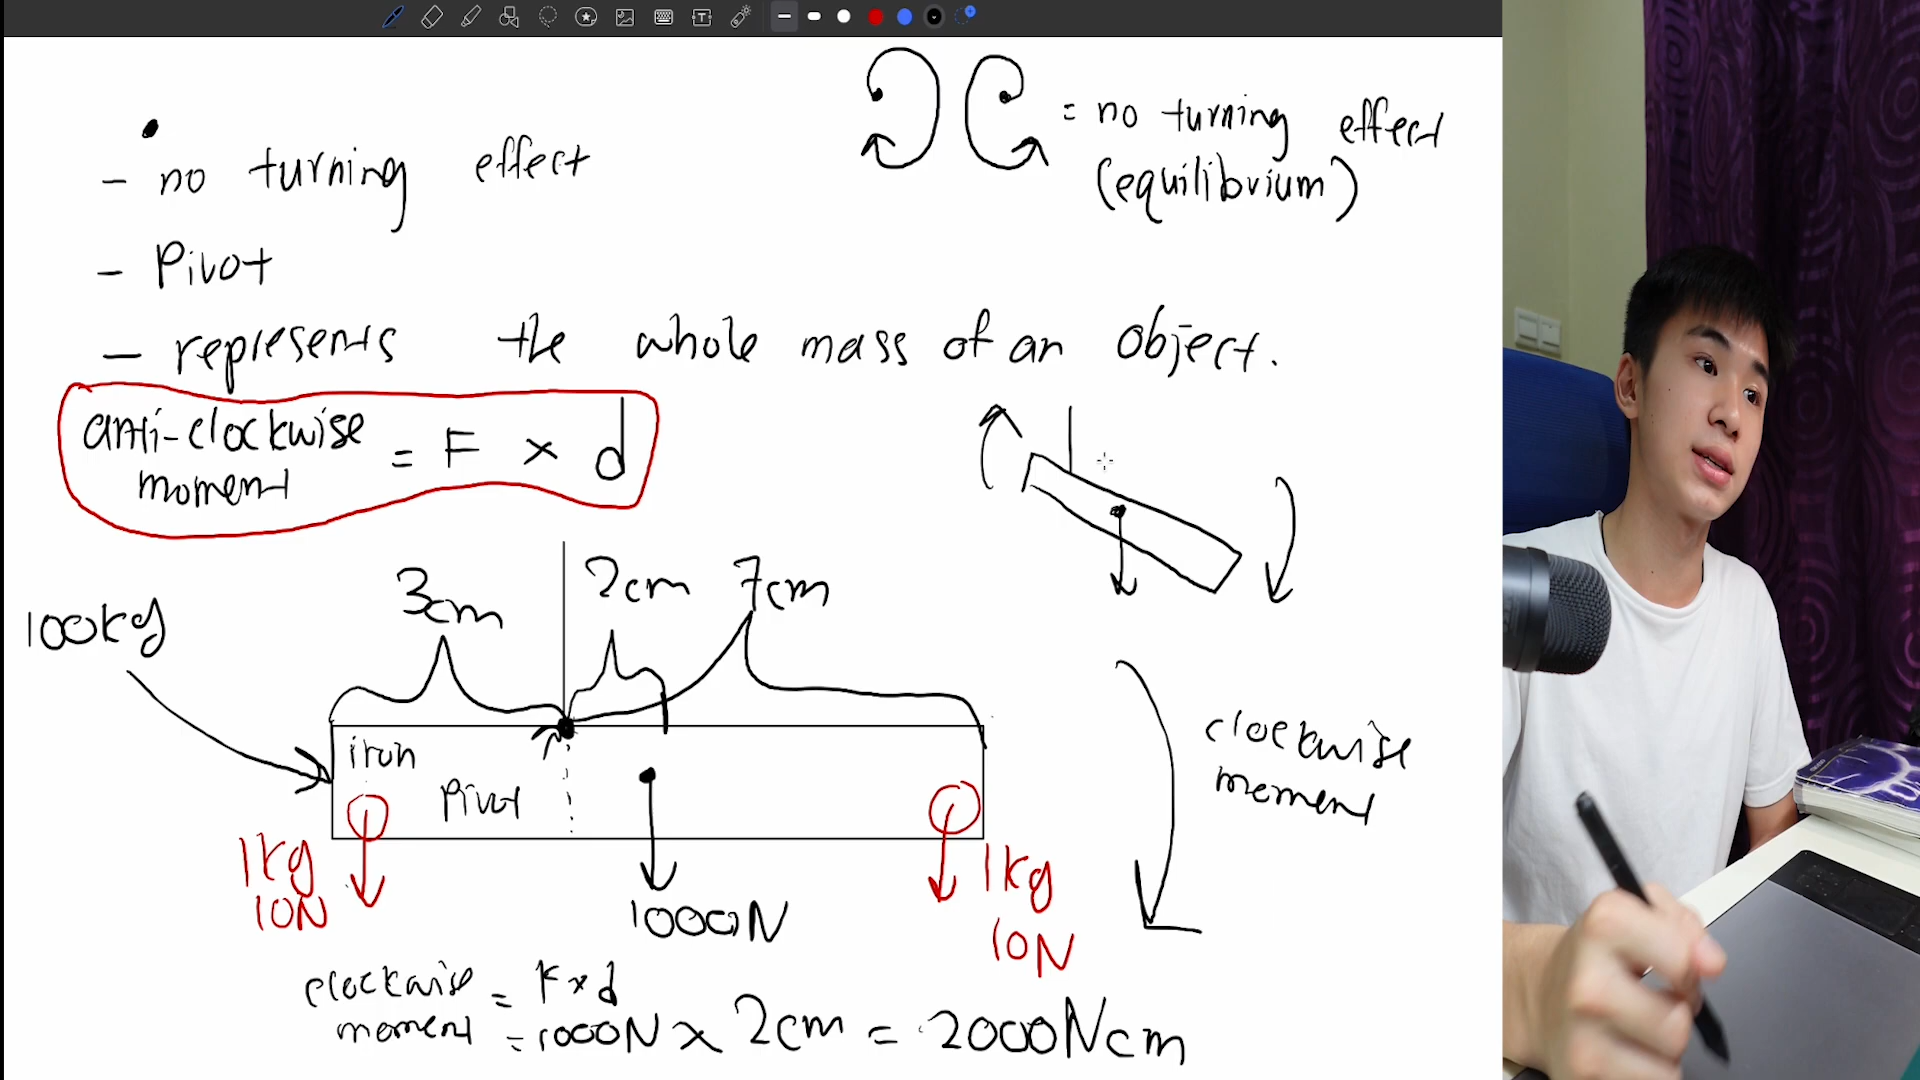 = no turning effect
(equilibrium)
- no turning effect
- Pivot
- represents the whole mass of an object.
anti-clockwise
moment = F x d
3cm 2cm 7cm
100kg
iron
Pivot
clockwise
moment
1kg
10N
1000N
1kg
10N
clockwise
moment = F x d
= 1000N x 2cm = 2000Ncm